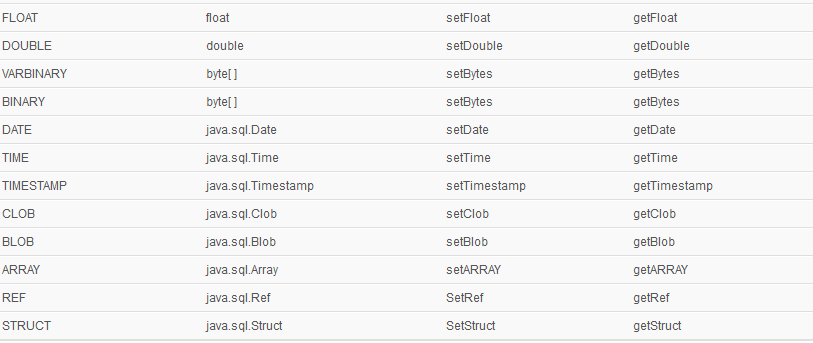 FLOAT float setFloat getFloat
DOUBLE double setDouble getDouble
VARBINARY byte[ ] setBytes getBytes
BINARY byte[ ] setBytes getBytes
DATE java.sql.Date setDate getDate
TIME java.sql.Time setTime getTime
TIMESTAMP java.sql.Timestamp setTimestamp getTimestamp
CLOB java.sql.Clob setClob getClob
BLOB java.sql.Blob setBlob getBlob
ARRAY java.sql.Array setARRAY getARRAY
REF java.sql.Ref SetRef getRef
STRUCT java.sql.Struct SetStruct getStruct